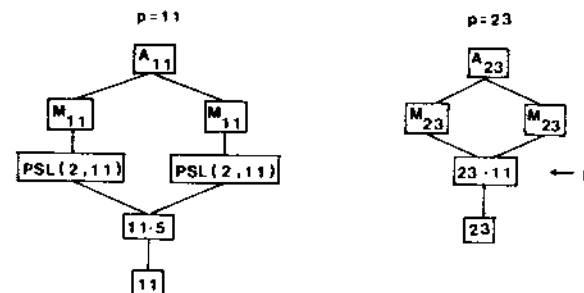 p=11
p=23
A11
A23
M11 M11
M23 M23
PSL(2,11) PSL(2,11)
23·11
11·5
23
11